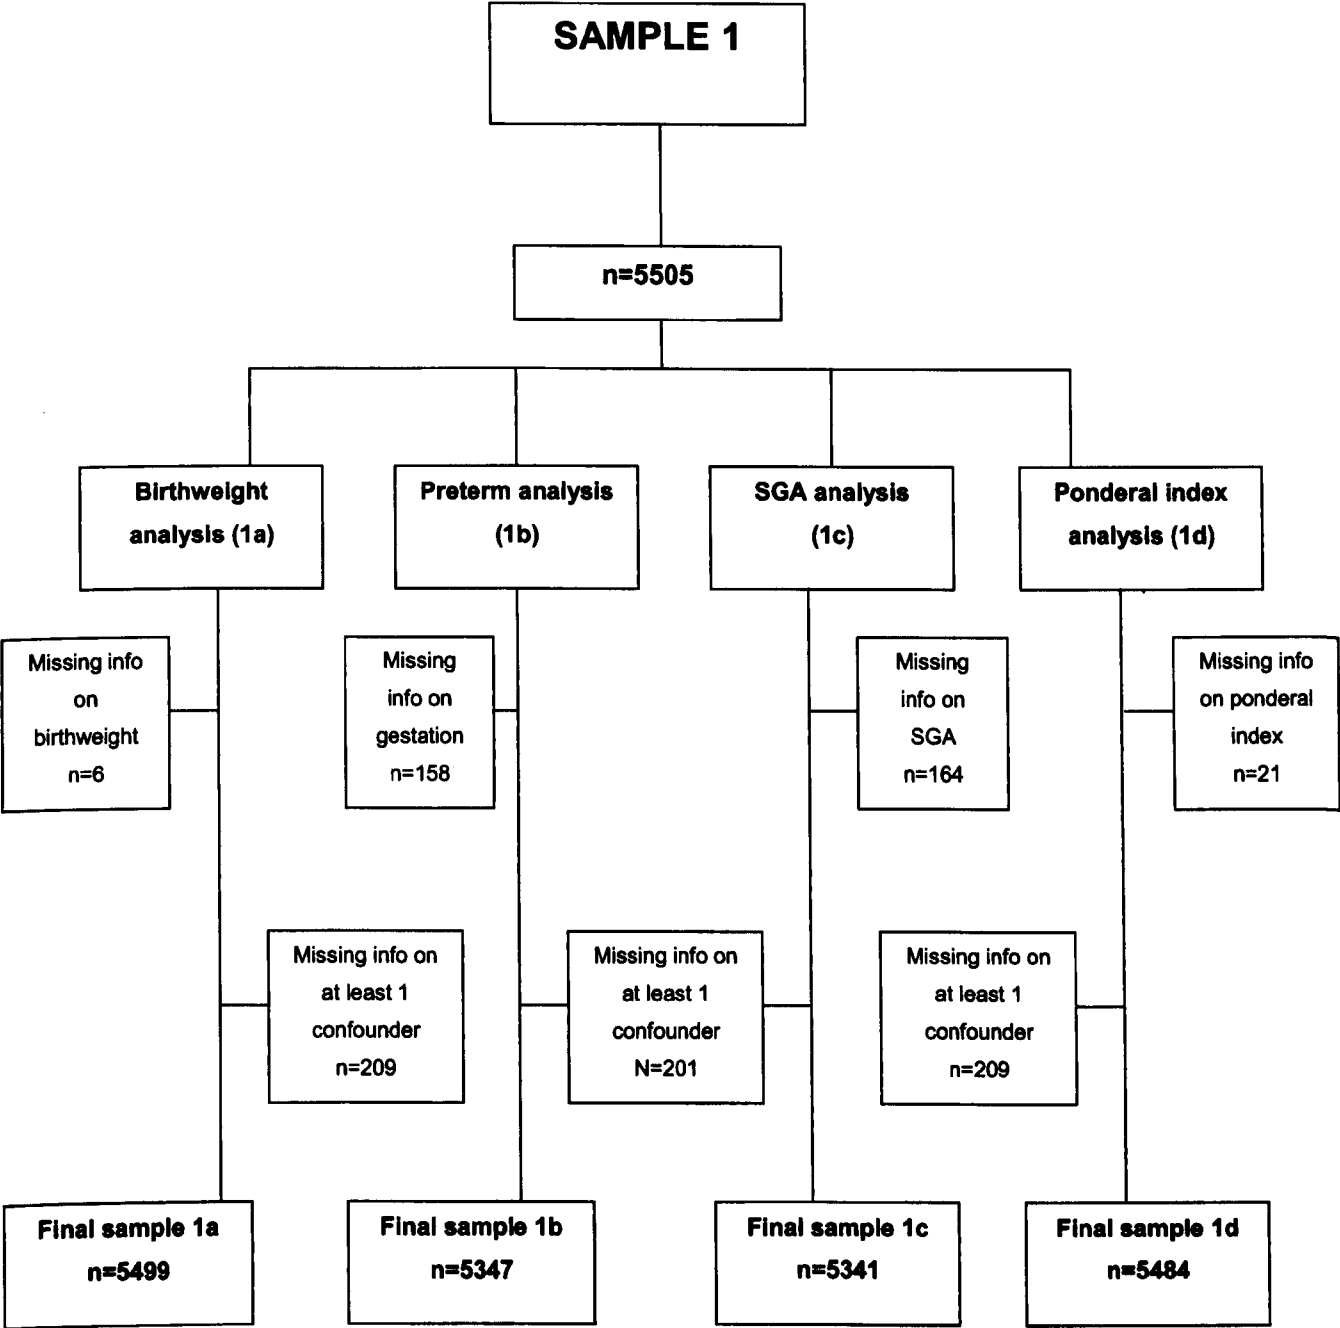 SAMPLE 1
n=5505
Birthweight
analysis (1a)
Preterm analysis
(1b)
SGA analysis
(1c)
Ponderal index
analysis (1d)
Missing info
on
birthweight
n=6
Missing
info on
gestation
n=158
Missing
info on
SGA
n=164
Missing info
on ponderal
index
n=21
Missing info on
at least 1
confounder
n=209
Missing info on
at least 1
confounder
N=201
Missing info on
at least 1
confounder
n=209
Final sample 1a
n=5499
Final sample 1b
n=5347
Final sample 1c
n=5341
Final sample 1d
n=5484